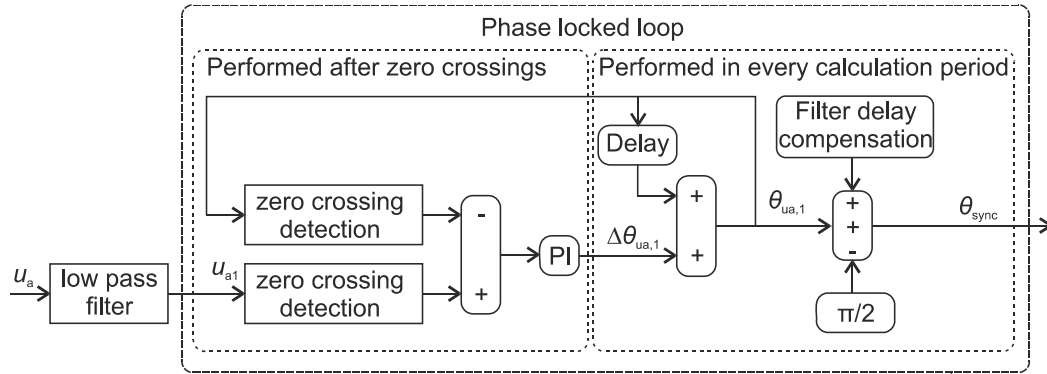 Phase locked loop
Performed after zero crossings
Performed in every calculation period
Filter delay
compensation
Delay
zero crossing
detection
-
+
+
θua,1
+
+
-
θsync
PI
Δθua,1
+
ua
low pass
filter
ua1
zero crossing
detection
+
π/2